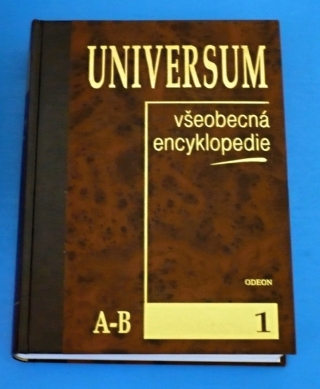 UNIVERSUM
všeobecná
encyklopedie
ODEON
A-B
1